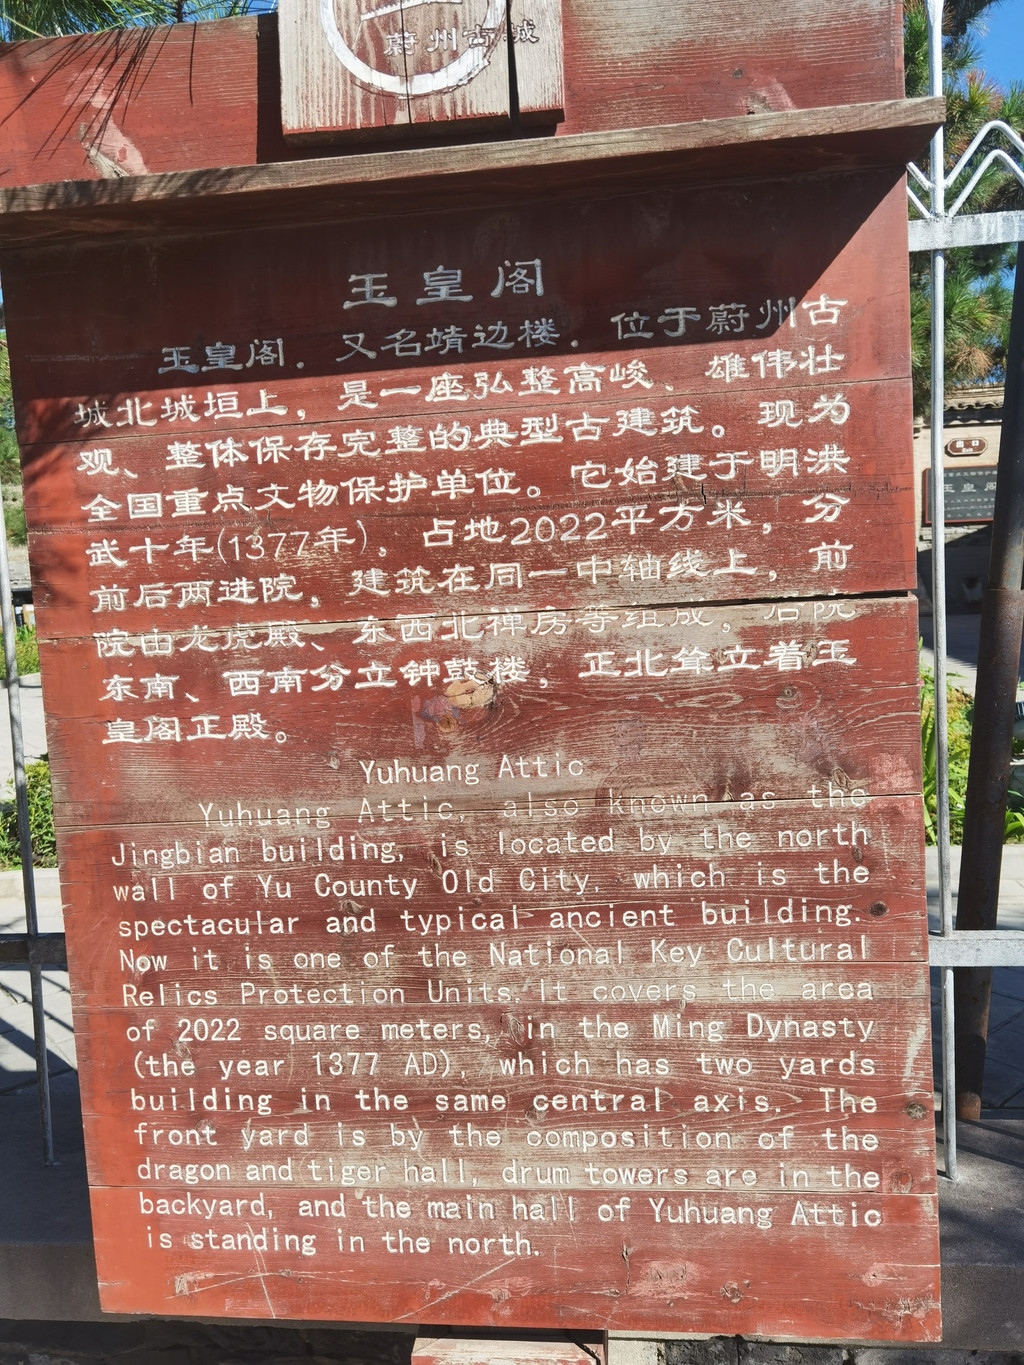 蔚州古城
玉皇阁
玉皇阁，又名靖边楼，位于蔚州古
城北城垣上，是一座弘整高峻、雄伟壮
观、整体保存完整的典型古建筑。现为
全国重点文物保护单位。它始建于明洪
武十年(1377年)，占地2022平方米，分
前后两进院，建筑在同一中轴线上，前
院由龙虎殿、东西北禅房等组成，后院
东南、西南分立钟鼓楼，正北耸立着玉
皇阁正殿。
Yuhuang Attic
Yuhuang Attic, also known as the
Jingbian building, is located by the north
wall of Yu County Old City, which is the
spectacular and typical ancient building.
Now it is one of the National Key Cultural
Relics Protection Units. It covers the area
of 2022 square meters, in the Ming Dynasty
(the year 1377 AD), which has two yards
building in the same central axis. The
front yard is by the composition of the
dragon and tiger hall, drum towers are in the
backyard, and the main hall of Yuhuang Attic
is standing in the north.
玉皇阁